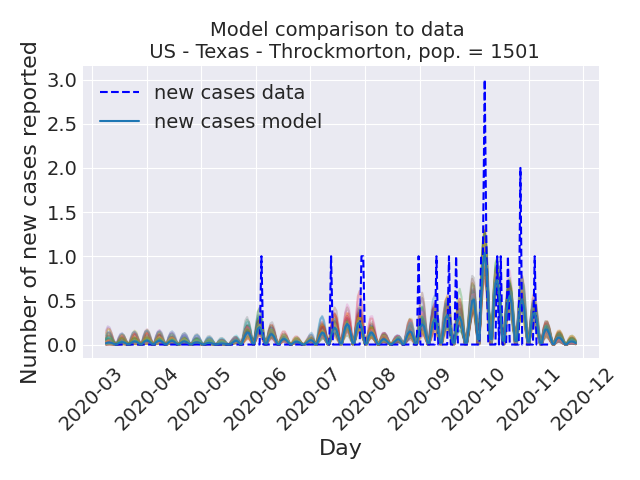 Model comparison to data
US - Texas - Throckmorton, pop. = 1501
Number of new cases reported
3.0
2.5
2.0
1.5
1.0
0.5
0.0
new cases data
new cases model
2020-03
2020-04
2020-05
2020-06
2020-07
2020-08
2020-09
2020-10
2020-11
2020-12
Day